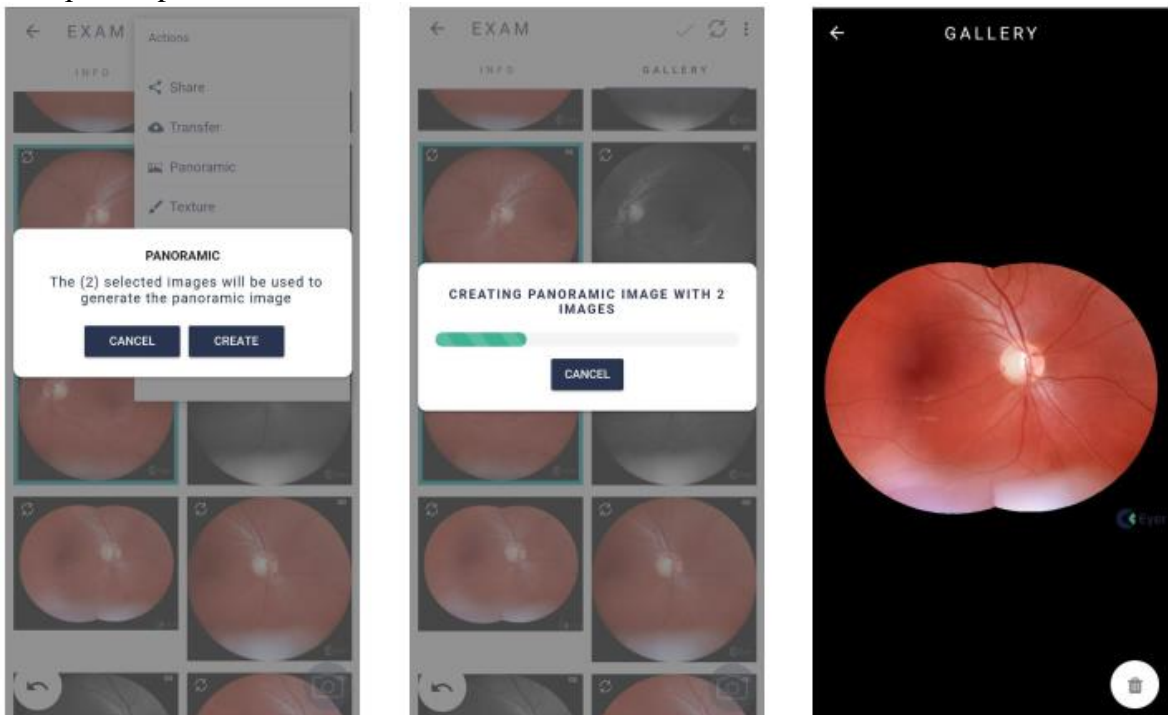 EXAM
Actions
INFO
Share
Transfer
Panoramic
Texture
PANORAMIC
The (2) selected images will be used to
generate the panoramic image
CANCEL
CREATE
EXAM
INFO
GALLERY
CREATING PANORAMIC IMAGE WITH 2
IMAGES
CANCEL
GALLERY